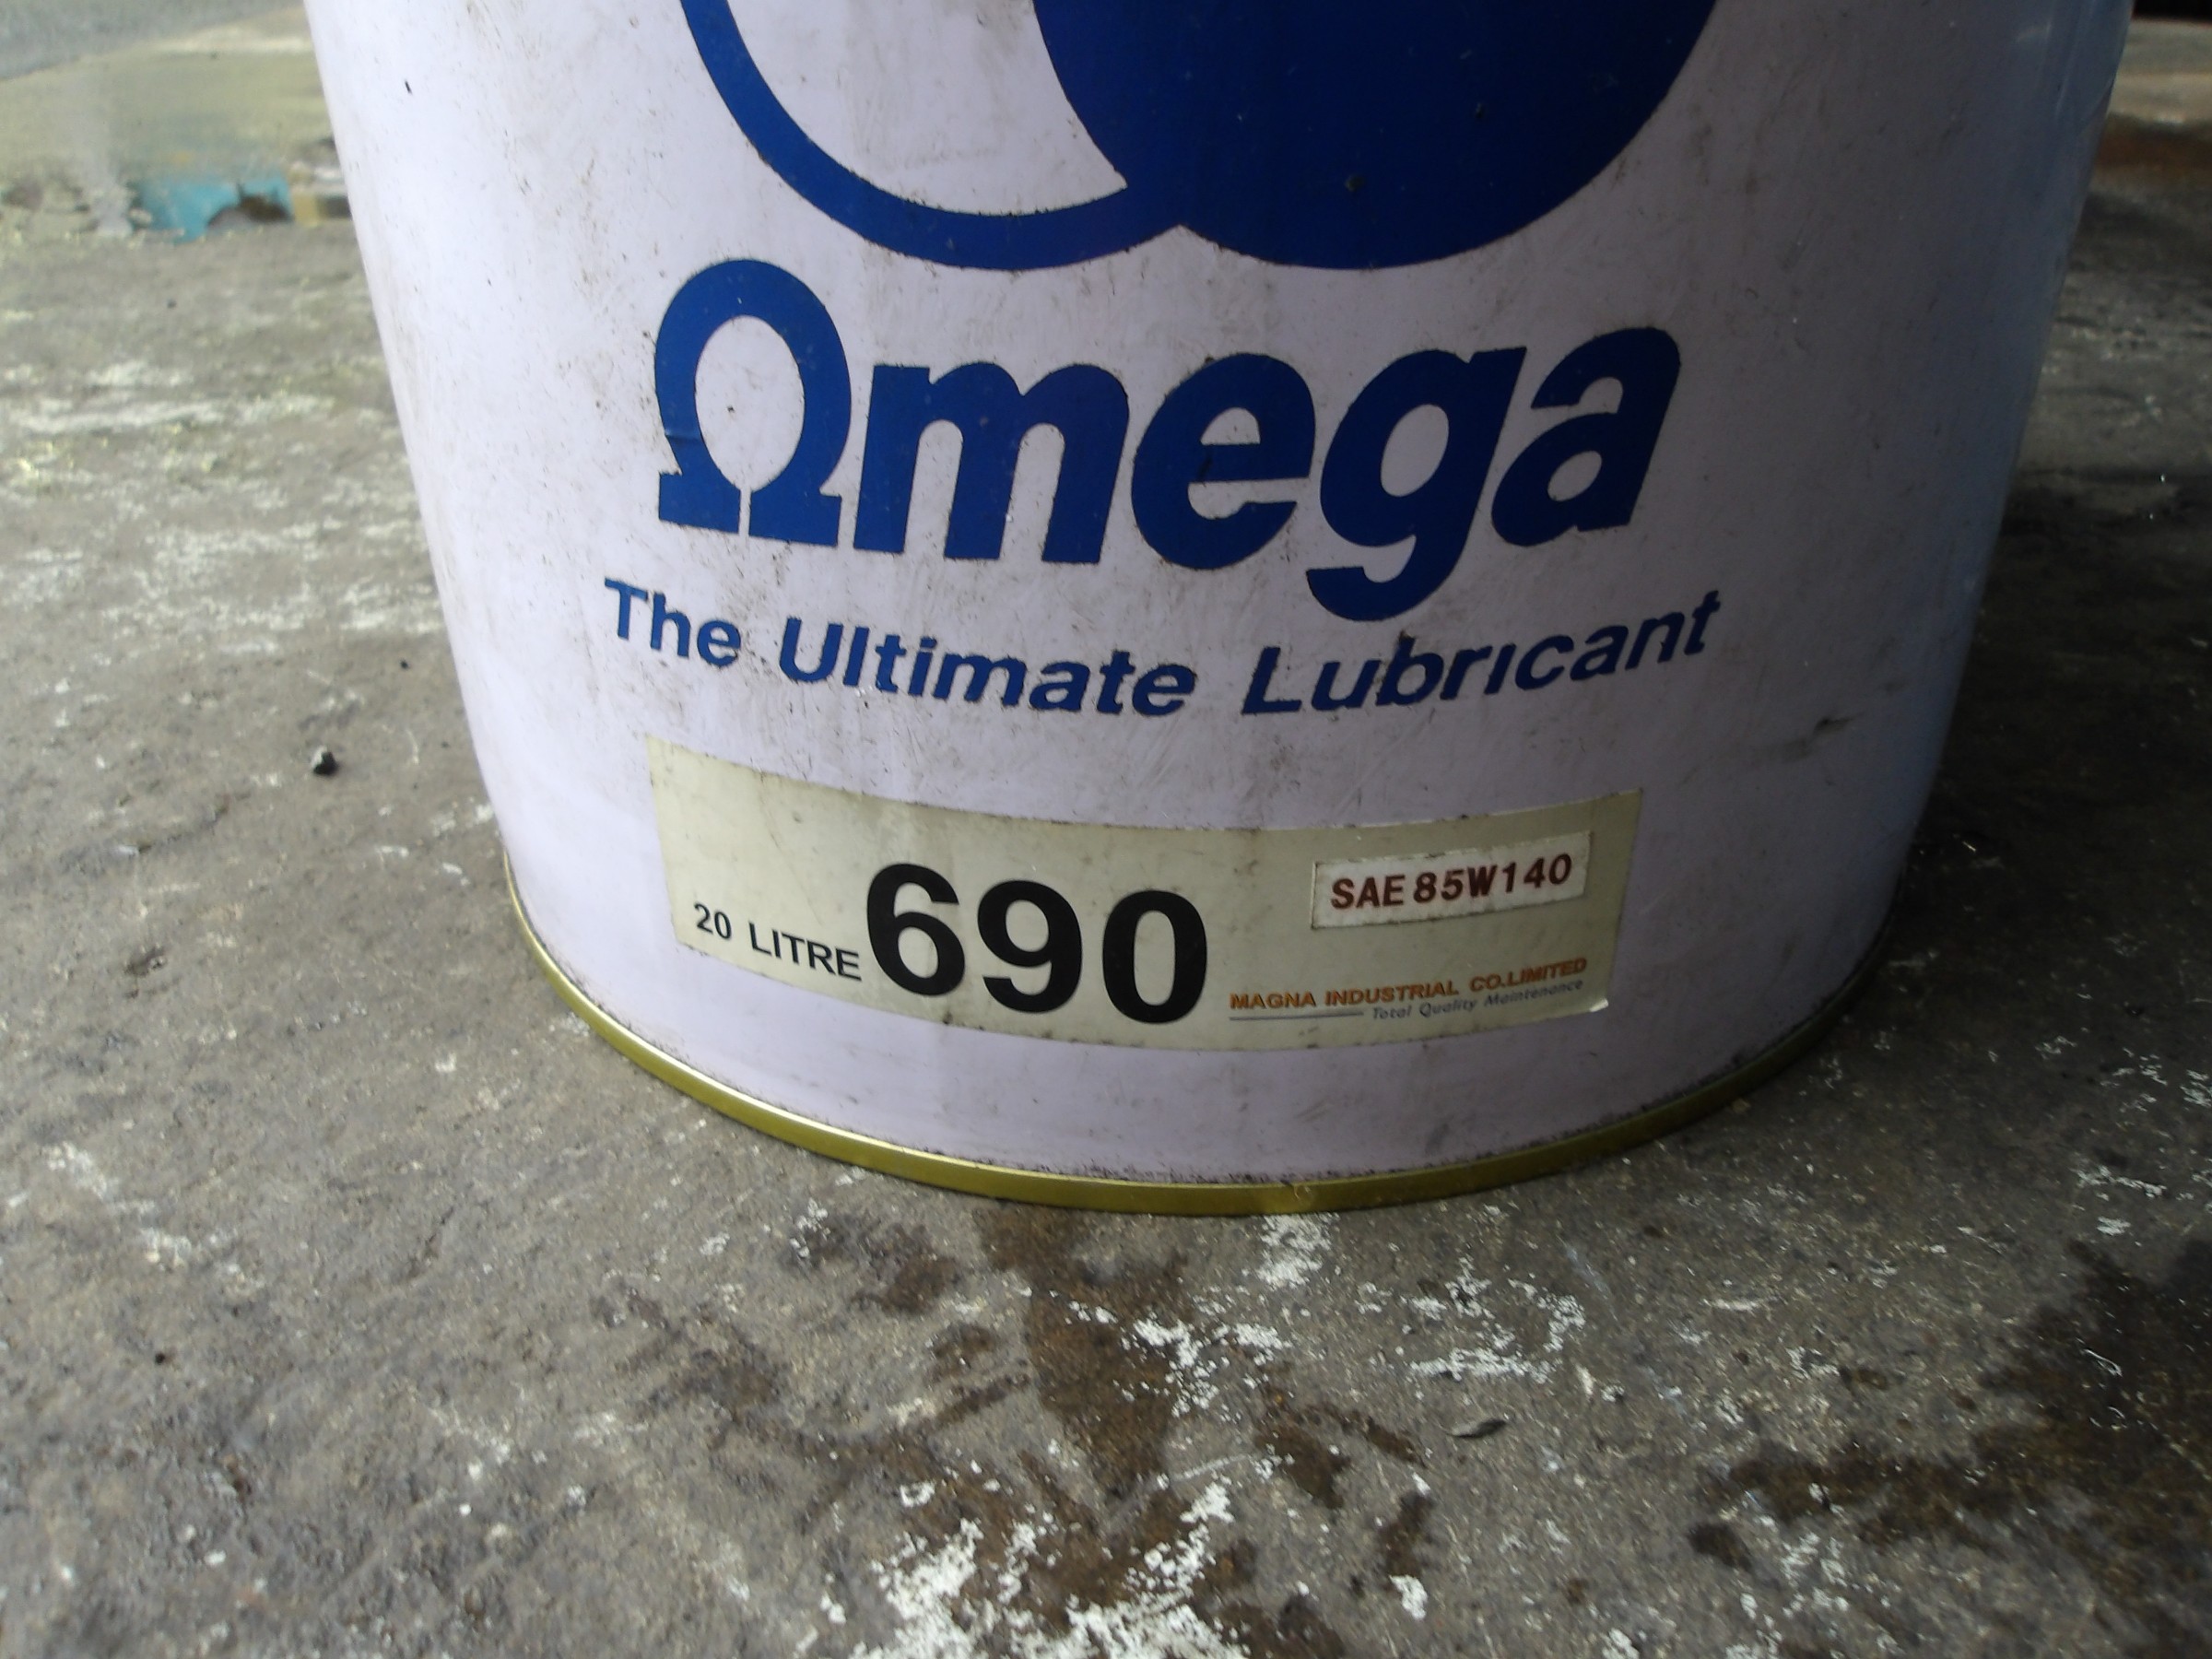 Ωmega
The Ultimate Lubricant
20 LITRE 690 SAE 85W140
MAGNA INDUSTRIAL CO.LIMITED
Total Quality Maintenance